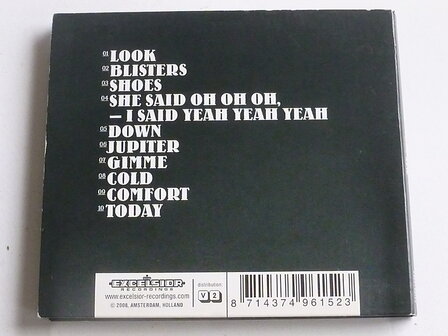 01 LOOK
02 BLISTERS
03 SHOES
04 SHE SAID OH OH OH,
– I SAID YEAH YEAH YEAH
05 DOWN
06 JUPITER
07 GIMME
08 COLD
09 COMFORT
10 TODAY
EXCELSIOR
RECORDINGS
www.excelsior-recordings.com
© 2008, AMSTERDAM, HOLLAND
distribution:
V 2
8 714374 961523